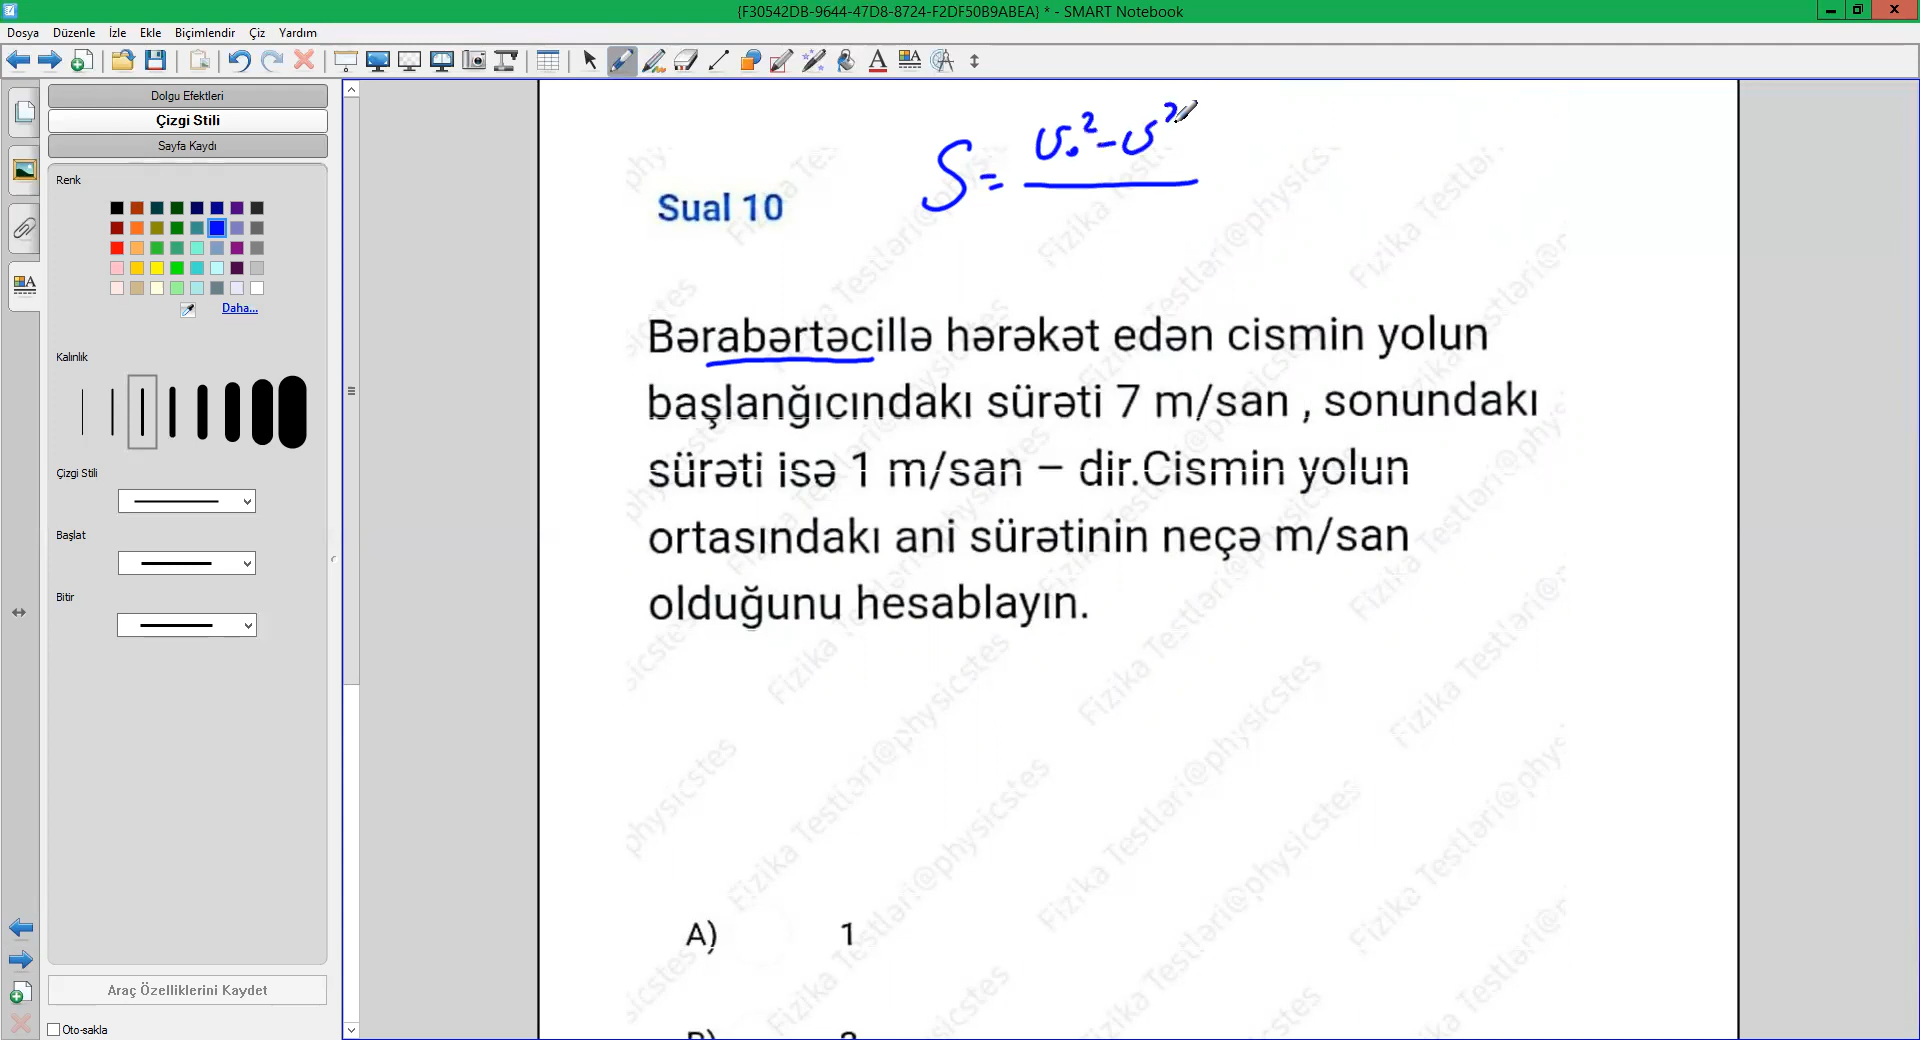 {F30542DB-9644-47D8-8724-F2DF50B9ABEA} * - SMART Notebook
Dosya Düzenle İzle Ekle Biçimlendir Çiz Yardım
Dolgu Efektleri
Çizgi Stili
Sayfa Kaydı
Renk
Daha...
Kalınlık
Çizgi Stili
Başlat
Bitir
Araç Özelliklerini Kaydet
Oto-sakla
S = υ₀² - υ²
Sual 10
Bərabərtəcillə hərəkət edən cismin yolun
başlanğıcındakı sürəti 7 m/san , sonundakı
sürəti isə 1 m/san – dir.Cismin yolun
ortasındakı ani sürətinin neçə m/san
olduğunu hesablayın.
A) 1
Fizika Testləri@physicstes